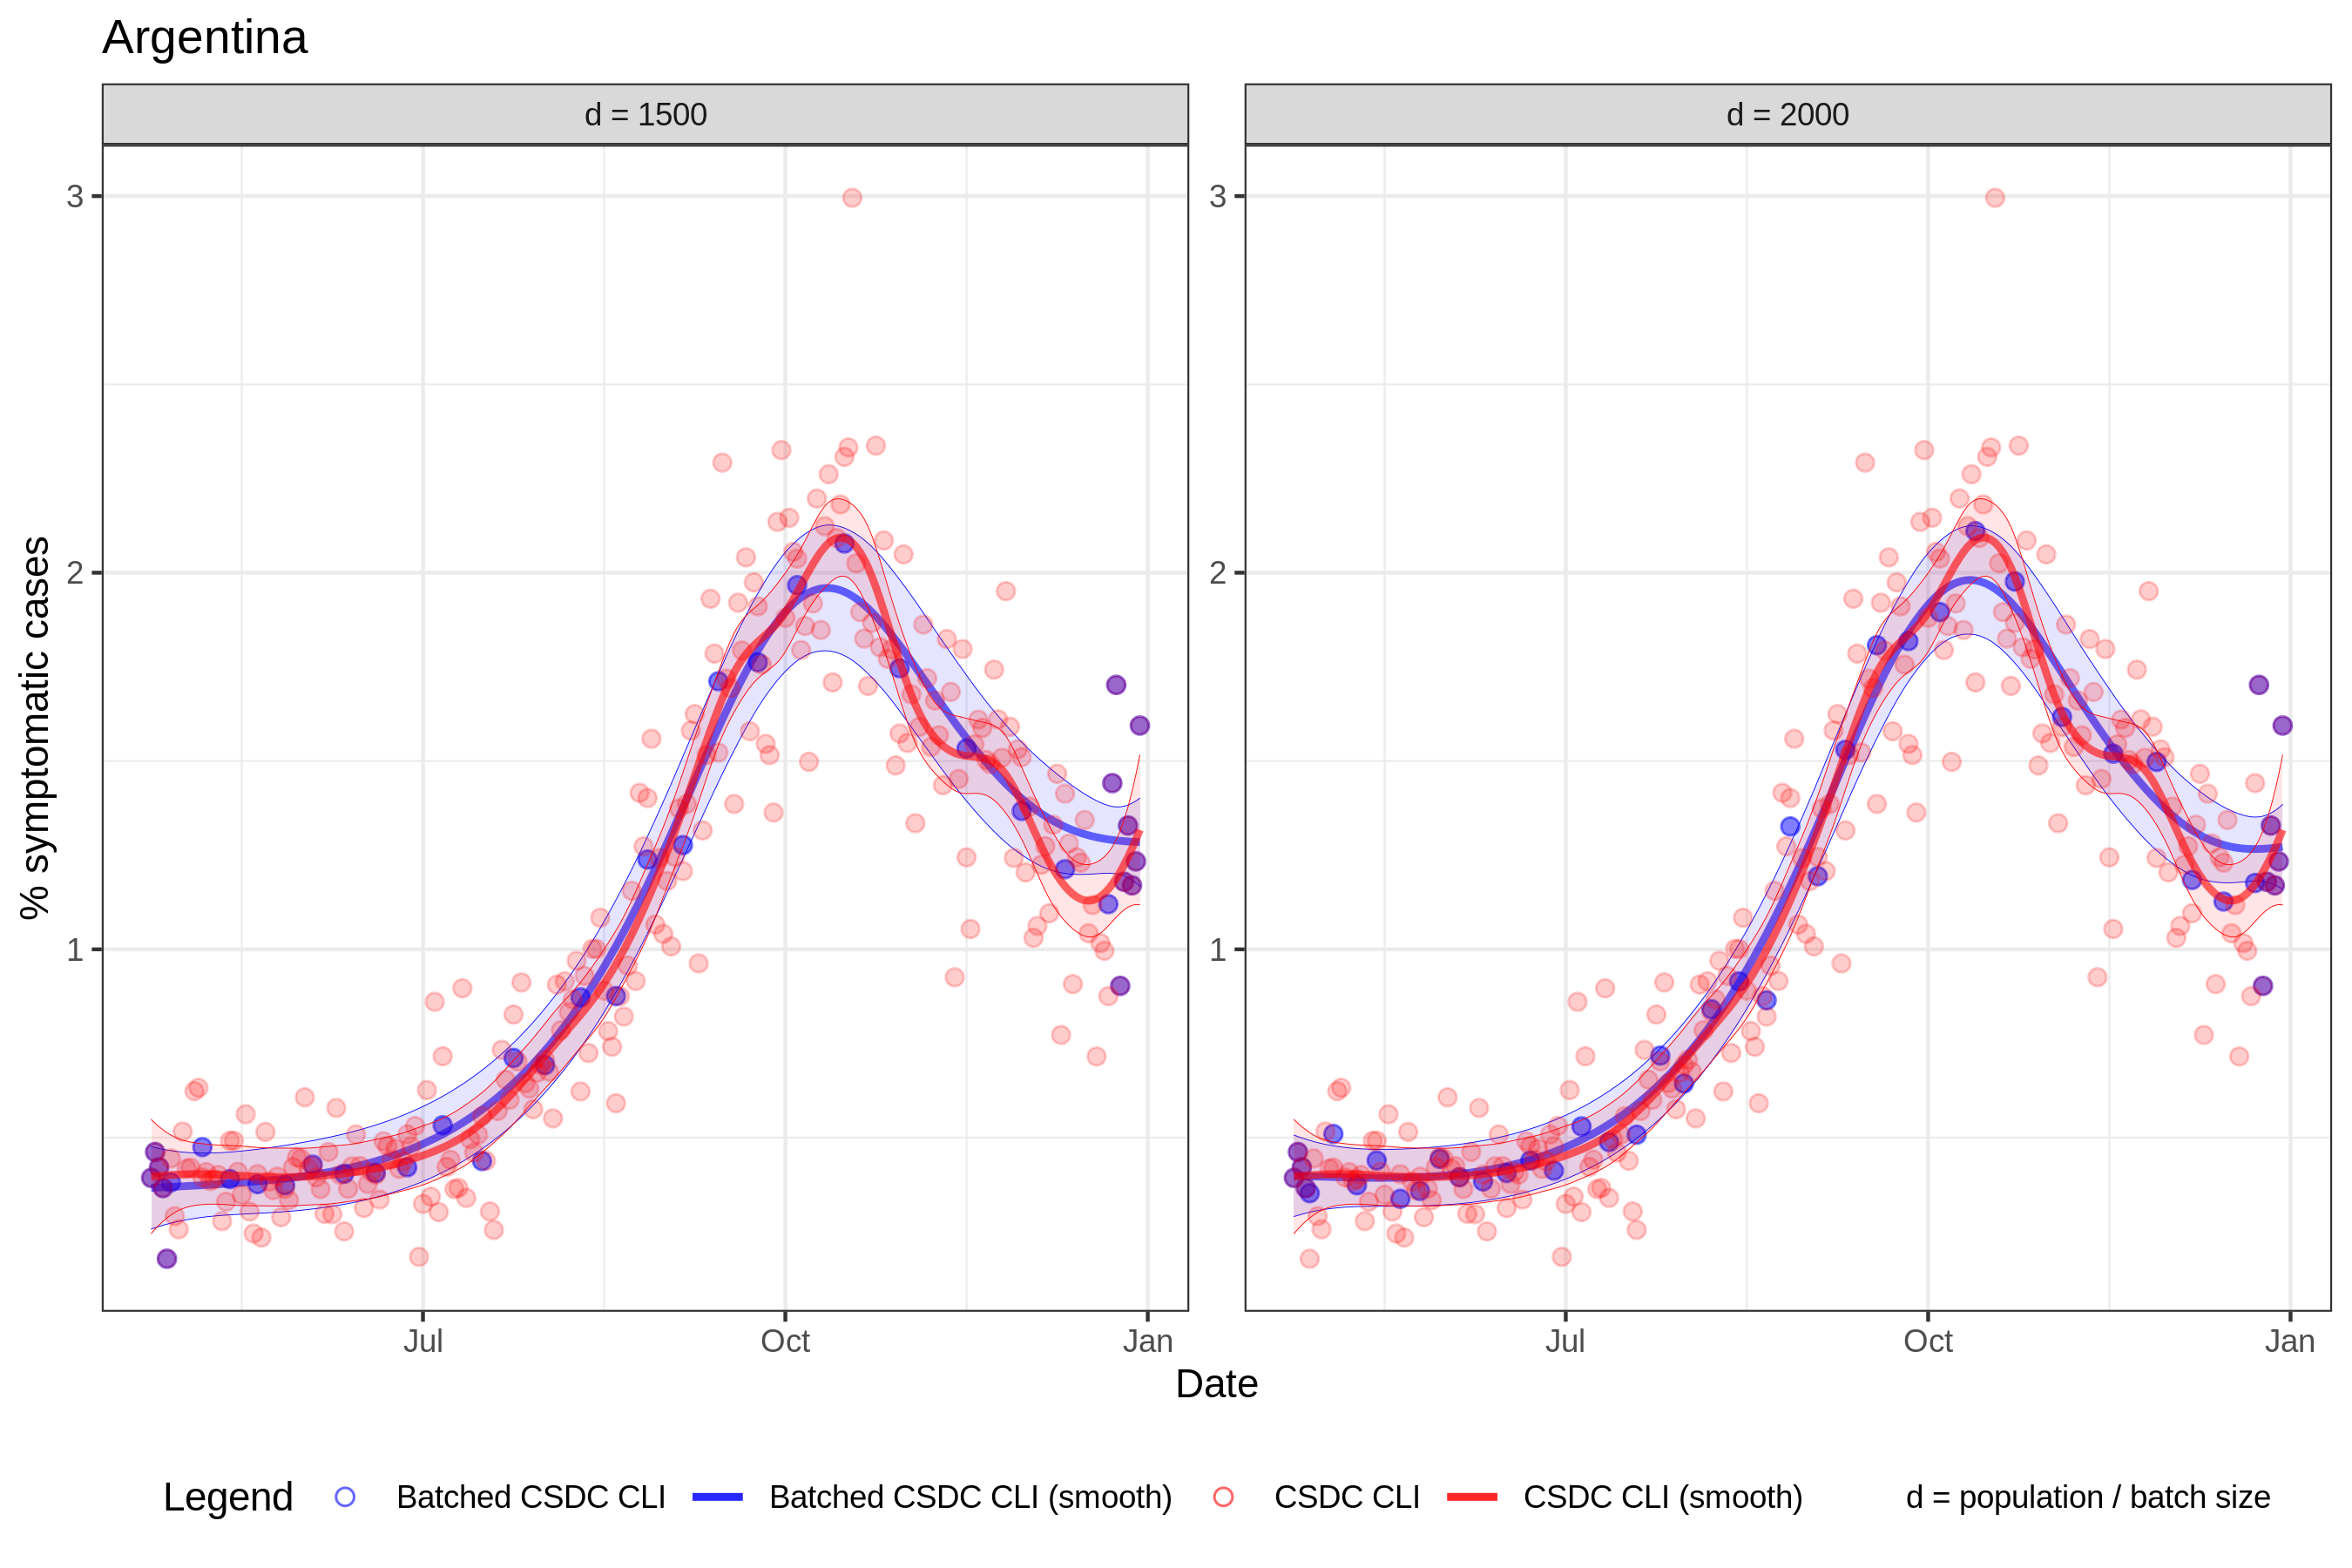 Argentina
d = 1500
d = 2000
% symptomatic cases
3
2
1
3
2
1
Jul
Oct
Jan
Jul
Oct
Jan
Date
Legend
Batched CSDC CLI
Batched CSDC CLI (smooth)
CSDC CLI
CSDC CLI (smooth)
d = population / batch size